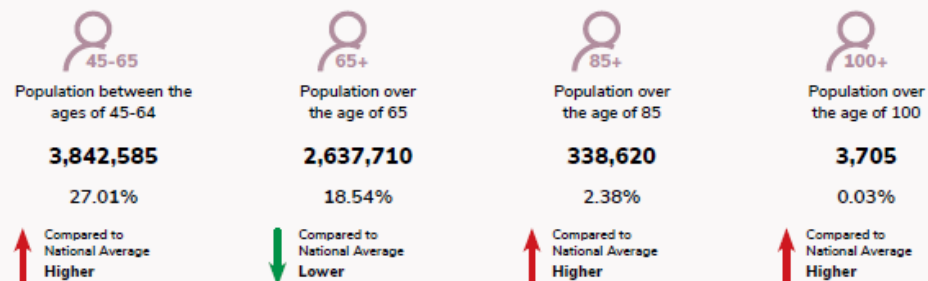 45-65
Population between the
ages of 45-64
3,842,585
27.01%
Compared to
National Average
Higher
65+
Population over
the age of 65
2,637,710
18.54%
Compared to
National Average
Lower
85+
Population over
the age of 85
338,620
2.38%
Compared to
National Average
Higher
100+
Population over
the age of 100
3,705
0.03%
Compared to
National Average
Higher